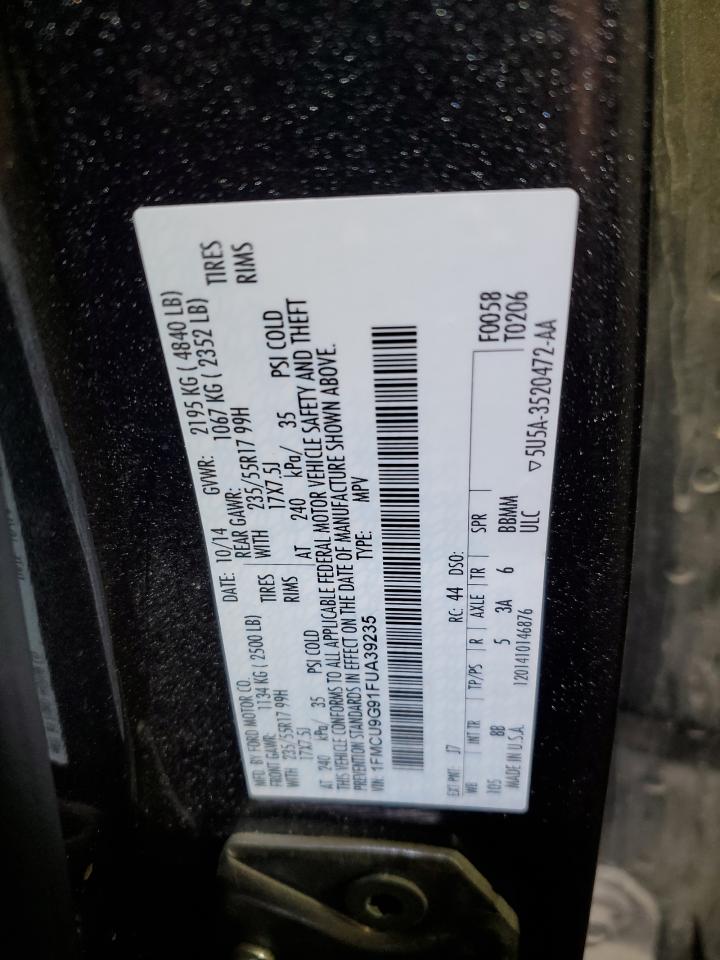 MFD. BY FORD MOTOR CO.
DATE: 10/14 GVWR: 2195 KG ( 4840 LB)
FRONT GAWR: 1134 KG ( 2500 LB) REAR GAWR: 1067 KG ( 2352 LB)
WITH 235/55R17 99H TIRES WITH 235/55R17 99H TIRES
17X7.5J RIMS 17X7.5J RIMS
AT 240 kPa/ 35 PSI COLD AT 240 kPa/ 35 PSI COLD
THIS VEHICLE CONFORMS TO ALL APPLICABLE FEDERAL MOTOR VEHICLE SAFETY AND THEFT
PREVENTION STANDARDS IN EFFECT ON THE DATE OF MANUFACTURE SHOWN ABOVE.
VIN: 1FMCU9G91FUA39235 TYPE: MPV
EXT PNT: J7 RC: 44 DSO:
WB INT TR TP/PS R AXLE TR SPR F0058
105 8B 5 3A 6 BBMM T0206
MADE IN U.S.A. 1201410146876 ULC ▽5U5A-3520472-AA